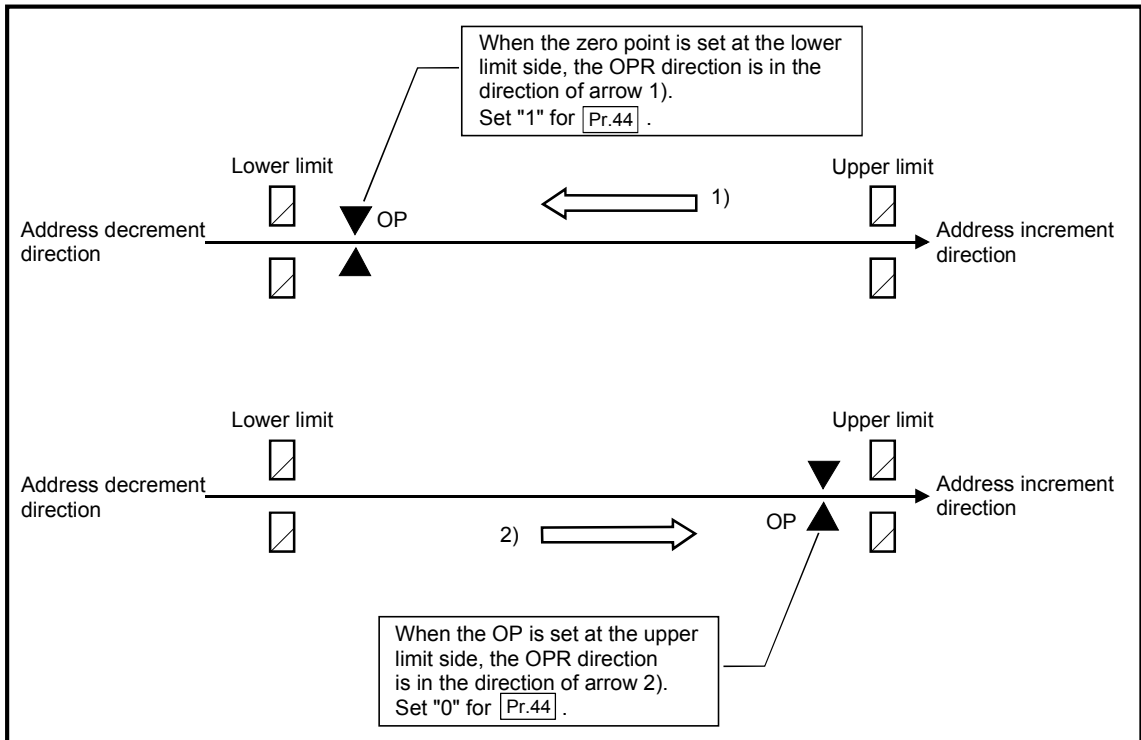 When the zero point is set at the lower
limit side, the OPR direction is in the
direction of arrow 1).
Set "1" for Pr.44 .
Lower limit
Upper limit
1)
OP
Address decrement
direction
Address increment
direction
Lower limit
Upper limit
Address decrement
direction
Address increment
direction
2)
OP
When the OP is set at the upper
limit side, the OPR direction
is in the direction of arrow 2).
Set "0" for Pr.44 .